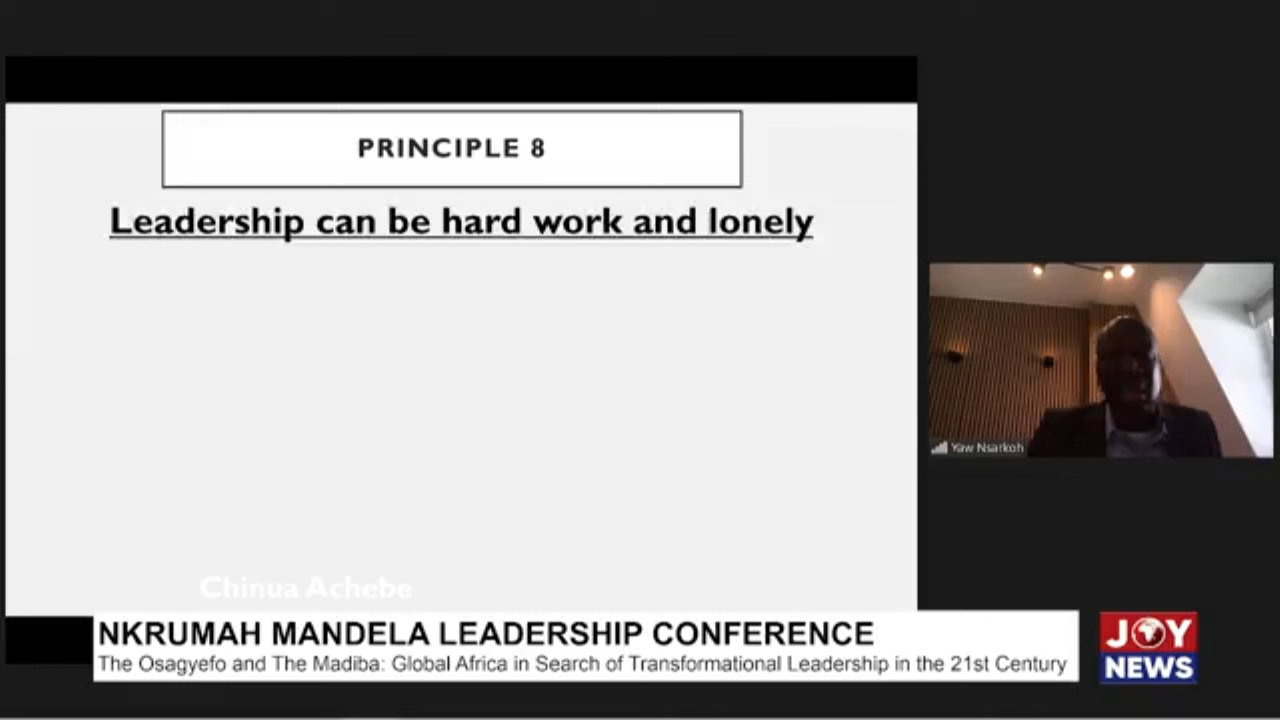 PRINCIPLE 8
Leadership can be hard work and lonely
Yaw Nsarkoh
Chinua Achebe
NKRUMAH MANDELA LEADERSHIP CONFERENCE
The Osagyefo and The Madiba: Global Africa in Search of Transformational Leadership in the 21st Century
JOY
NEWS